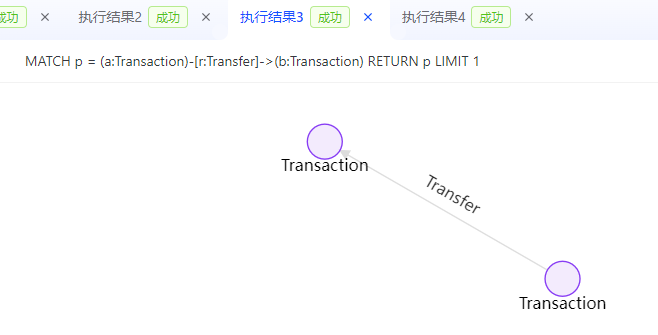 成功 × 执行结果2 成功 × 执行结果3 成功 × 执行结果4 成功 ×
MATCH p = (a:Transaction)-[r:Transfer]->(b:Transaction) RETURN p LIMIT 1
Transaction
Transfer
Transaction